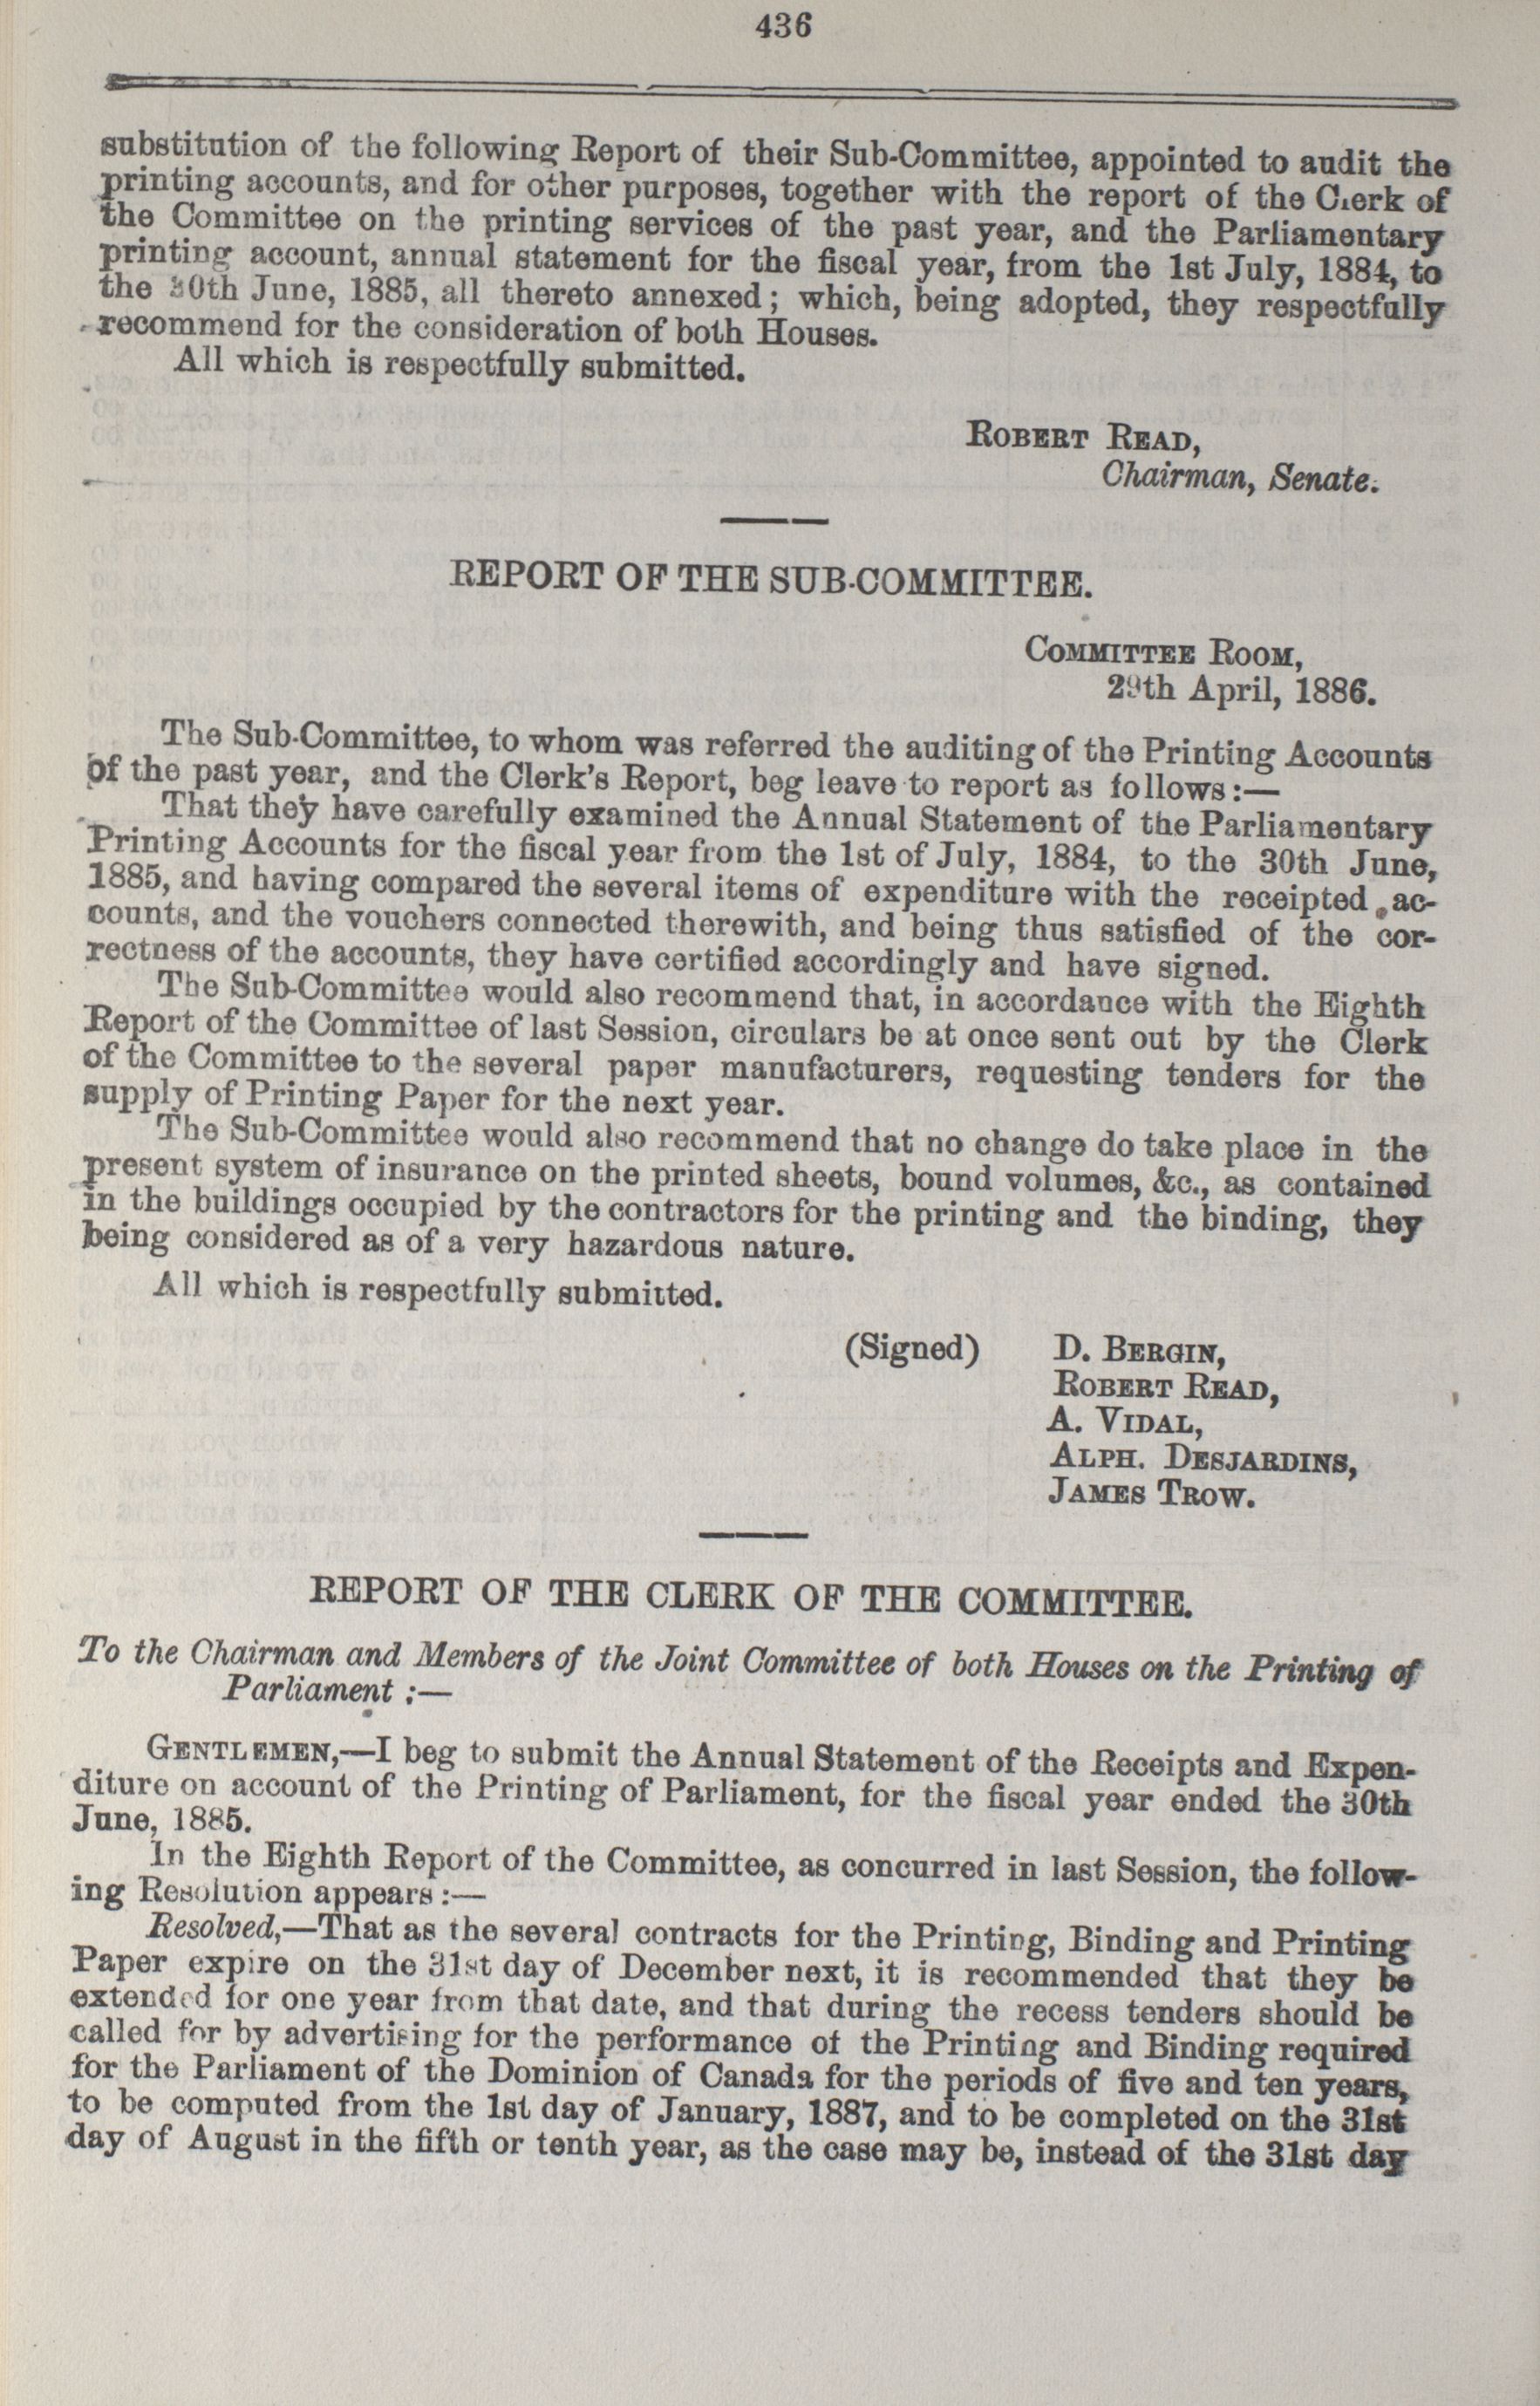 436
substitution of the following Report of their Sub-Committee, appointed to audit the
printing accounts, and for other purposes, together with the report of the Clerk of
the Committee on the printing services of the past year, and the Parliamentary
printing account, annual statement for the fiscal year, from the 1st July, 1884, to
the 30th June, 1885, all thereto annexed; which, being adopted, they respectfully
recommend for the consideration of both Houses.
All which is respectfully submitted.
ROBERT READ,
Chairman, Senate.
REPORT OF THE SUB-COMMITTEE.
COMMITTEE ROOM,
29th April, 1886.
The Sub-Committee, to whom was referred the auditing of the Printing Accounts
of the past year, and the Clerk's Report, beg leave to report as follows:—
That they have carefully examined the Annual Statement of the Parliamentary
Printing Accounts for the fiscal year from the 1st of July, 1884, to the 30th June,
1885, and having compared the several items of expenditure with the receipted ac-
counts, and the vouchers connected therewith, and being thus satisfied of the cor-
rectness of the accounts, they have certified accordingly and have signed.
The Sub-Committee would also recommend that, in accordance with the Eighth
Report of the Committee of last Session, circulars be at once sent out by the Clerk
of the Committee to the several paper manufacturers, requesting tenders for the
supply of Printing Paper for the next year.
The Sub-Committee would also recommend that no change do take place in the
present system of insurance on the printed sheets, bound volumes, &c., as contained
in the buildings occupied by the contractors for the printing and the binding, they
being considered as of a very hazardous nature.
All which is respectfully submitted.
(Signed) D. BERGIN,
ROBERT READ,
A. VIDAL,
ALPH. DESJARDINS,
JAMES TROW.
REPORT OF THE CLERK OF THE COMMITTEE.
To the Chairman and Members of the Joint Committee of both Houses on the Printing of
Parliament:—
GENTLEMEN,—I beg to submit the Annual Statement of the Receipts and Expen-
diture on account of the Printing of Parliament, for the fiscal year ended the 30th
June, 1885.
In the Eighth Report of the Committee, as concurred in last Session, the follow-
ing Resolution appears:—
Resolved,—That as the several contracts for the Printing, Binding and Printing
Paper expire on the 31st day of December next, it is recommended that they be
extended for one year from that date, and that during the recess tenders should be
called for by advertising for the performance of the Printing and Binding required
for the Parliament of the Dominion of Canada for the periods of five and ten years,
to be computed from the 1st day of January, 1887, and to be completed on the 31st
day of August in the fifth or tenth year, as the case may be, instead of the 31st day